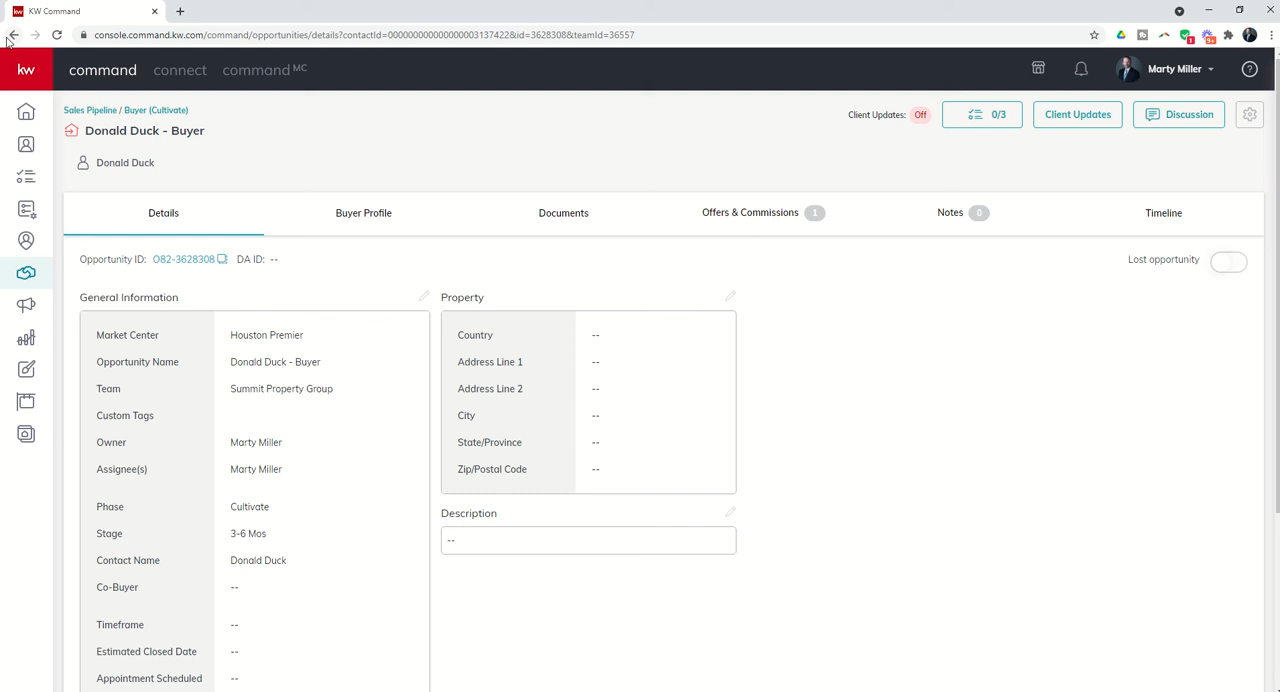 kw KW Command
console.command.kw.com/command/opportunities/details?contactId=00000000000000003137422&id=3628308&teamId=36557
1
9+
kw command connect command MC Marty Miller
Sales Pipeline / Buyer (Cultivate)
Donald Duck - Buyer
Client Updates: Off 0/3 Client Updates Discussion
Donald Duck
Details Buyer Profile Documents Offers & Commissions 1 Notes 0 Timeline
Opportunity ID: O82-3628308 DA ID: -- Lost opportunity
General Information
Market Center Houston Premier
Opportunity Name Donald Duck - Buyer
Team Summit Property Group
Custom Tags
Owner Marty Miller
Assignee(s) Marty Miller
Phase Cultivate
Stage 3-6 Mos
Contact Name Donald Duck
Co-Buyer --
Timeframe --
Estimated Closed Date --
Appointment Scheduled --
Property
Country --
Address Line 1 --
Address Line 2 --
City --
State/Province --
Zip/Postal Code --
Description
--